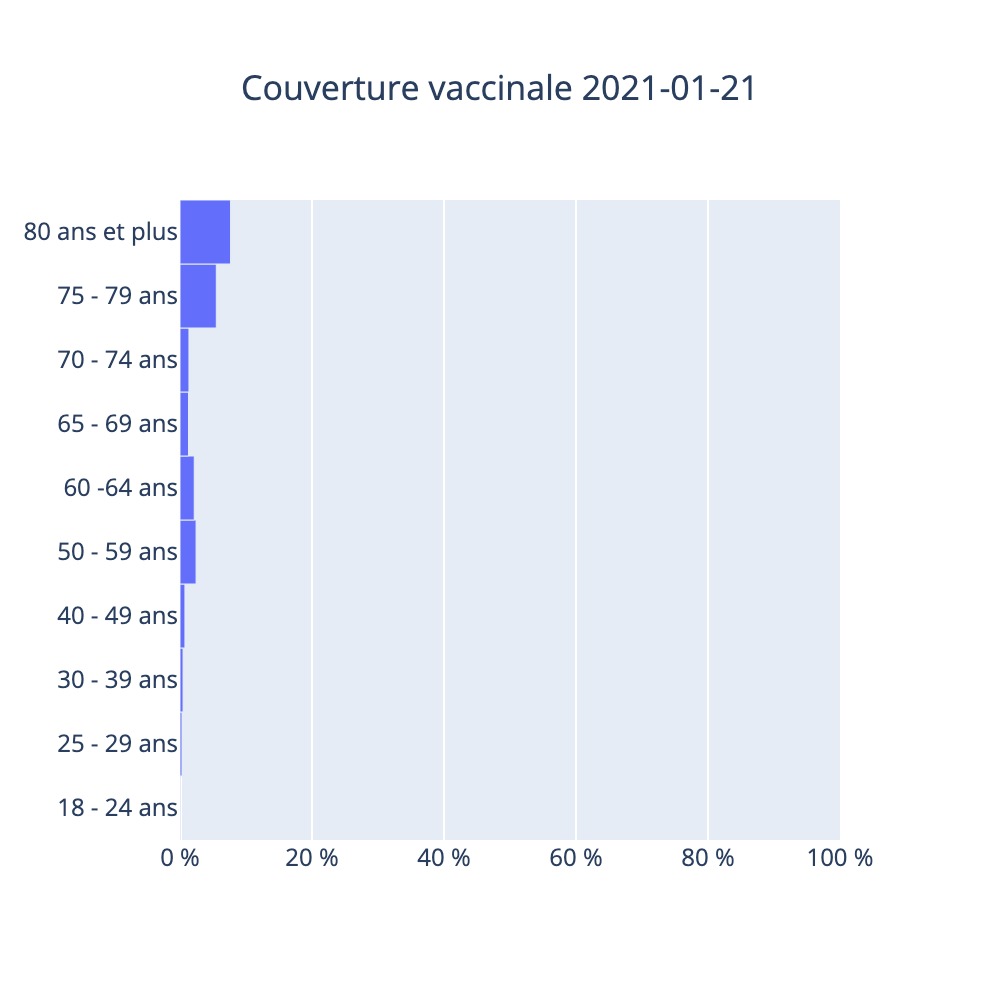 Couverture vaccinale 2021-01-21
80 ans et plus
75 - 79 ans
70 - 74 ans
65 - 69 ans
60 -64 ans
50 - 59 ans
40 - 49 ans
30 - 39 ans
25 - 29 ans
18 - 24 ans
0 % 20 % 40 % 60 % 80 % 100 %